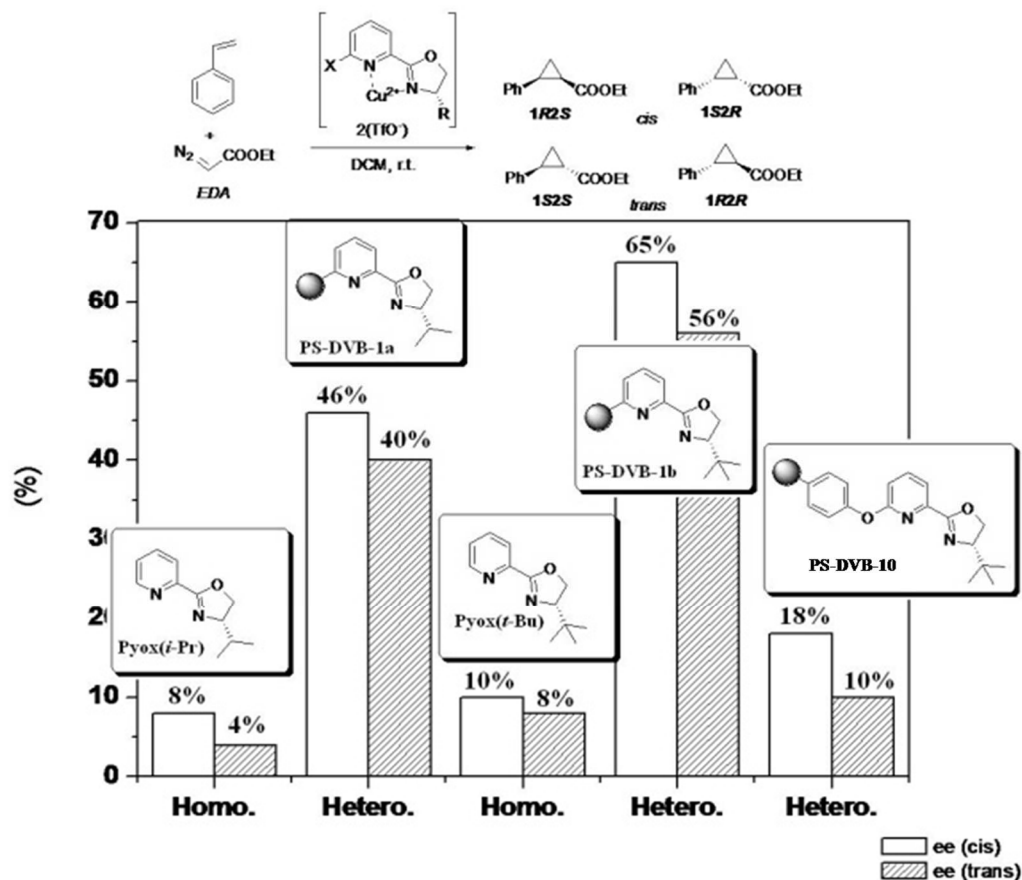 X
N
O
N
Cu2+
R
2(TfO-)
DCM, r.t.
+
N2
COOEt
EDA
Ph
COOEt
1R2S
cis
Ph
COOEt
1S2R
Ph
COOEt
1S2S
trans
Ph
COOEt
1R2R
70
60
50
40
10
0
(%)
N
O
N
PS-DVB-1a
65%
56%
N
O
N
PS-DVB-1b
46%
40%
N
O
N
Pyox(i-Pr)
N
O
N
Pyox(t-Bu)
O
N
O
N
PS-DVB-10
8%
4%
10%
8%
18%
10%
Homo.
Hetero.
Homo.
Hetero.
Hetero.
ee (cis)
ee (trans)